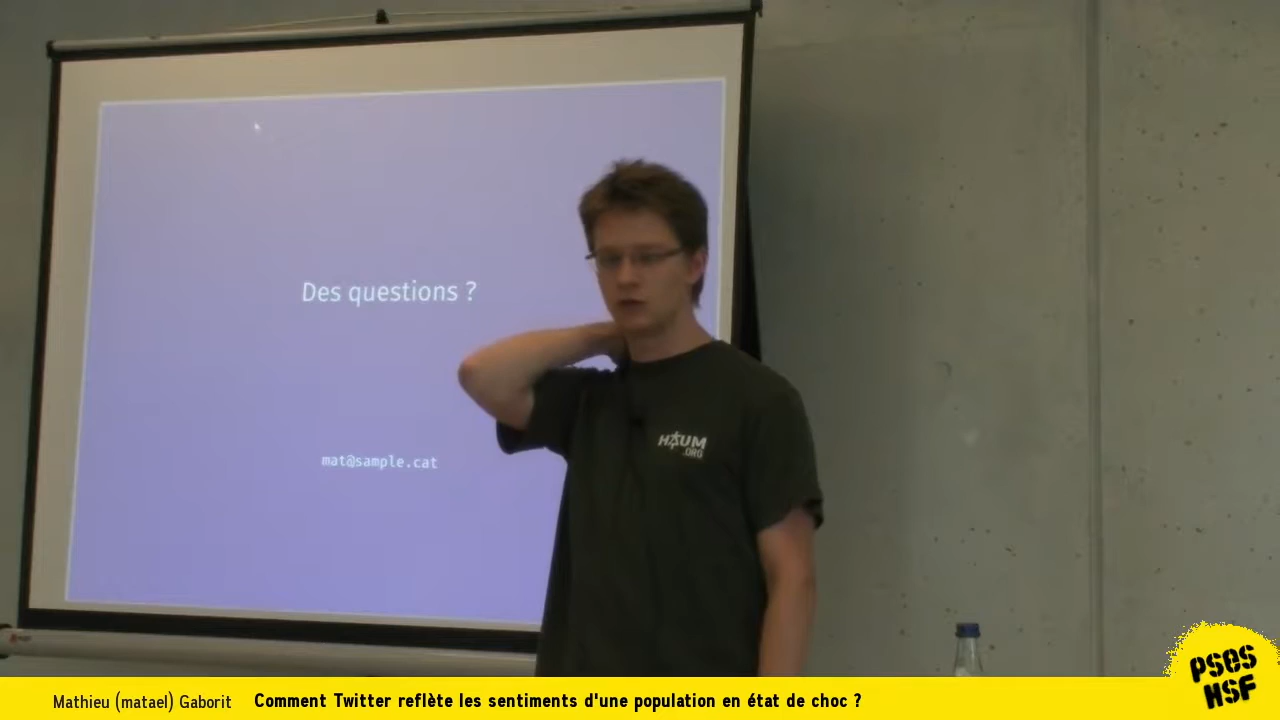 Des questions ?
mat@sample.cat
HAUM
.ORG
Mathieu (matael) Gaborit Comment Twitter reflète les sentiments d'une population en état de choc ?
PSES
HSF